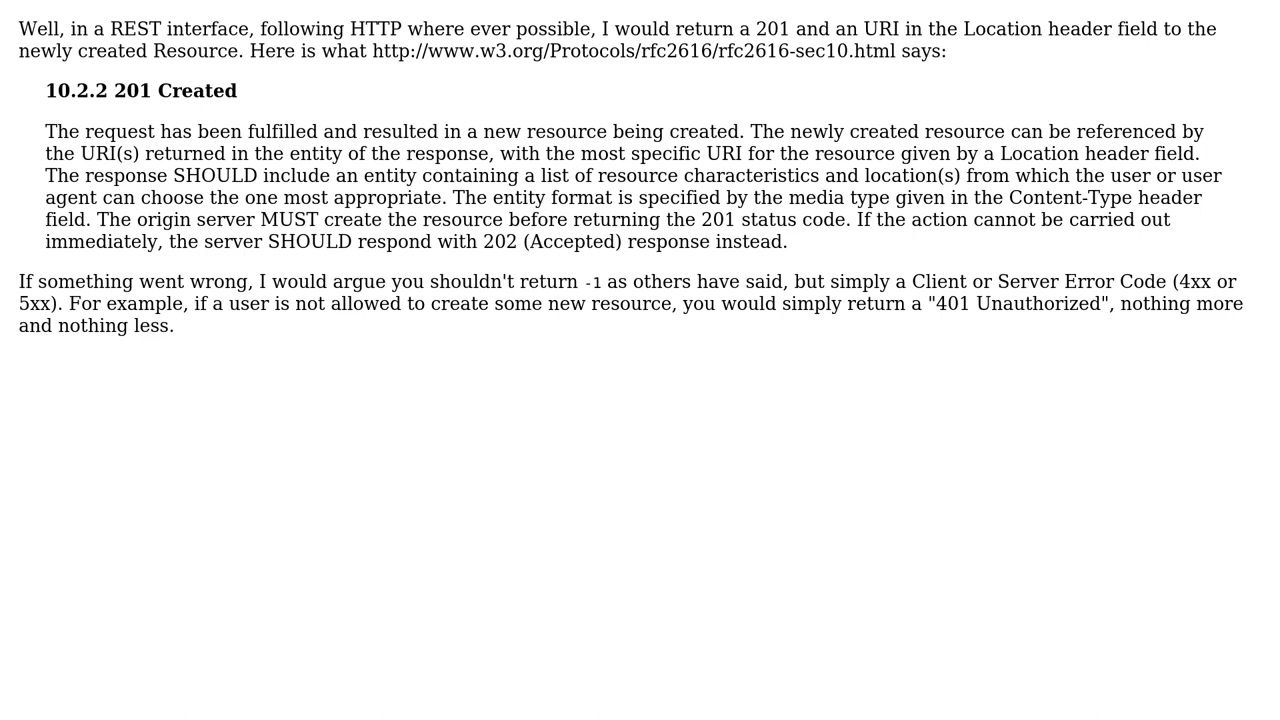 Well, in a REST interface, following HTTP where ever possible, I would return a 201 and an URI in the Location header field to the
newly created Resource. Here is what http://www.w3.org/Protocols/rfc2616/rfc2616-sec10.html says:
10.2.2 201 Created
The request has been fulfilled and resulted in a new resource being created. The newly created resource can be referenced by
the URI(s) returned in the entity of the response, with the most specific URI for the resource given by a Location header field.
The response SHOULD include an entity containing a list of resource characteristics and location(s) from which the user or user
agent can choose the one most appropriate. The entity format is specified by the media type given in the Content-Type header
field. The origin server MUST create the resource before returning the 201 status code. If the action cannot be carried out
immediately, the server SHOULD respond with 202 (Accepted) response instead.
If something went wrong, I would argue you shouldn't return -1 as others have said, but simply a Client or Server Error Code (4xx or
5xx). For example, if a user is not allowed to create some new resource, you would simply return a "401 Unauthorized", nothing more
and nothing less.